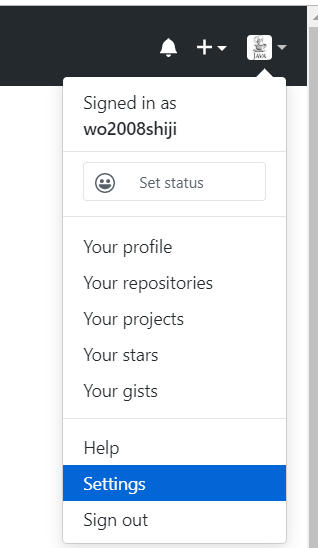 JAVA
Signed in as
wo2008shiji
Set status
Your profile
Your repositories
Your projects
Your stars
Your gists
Help
Settings
Sign out